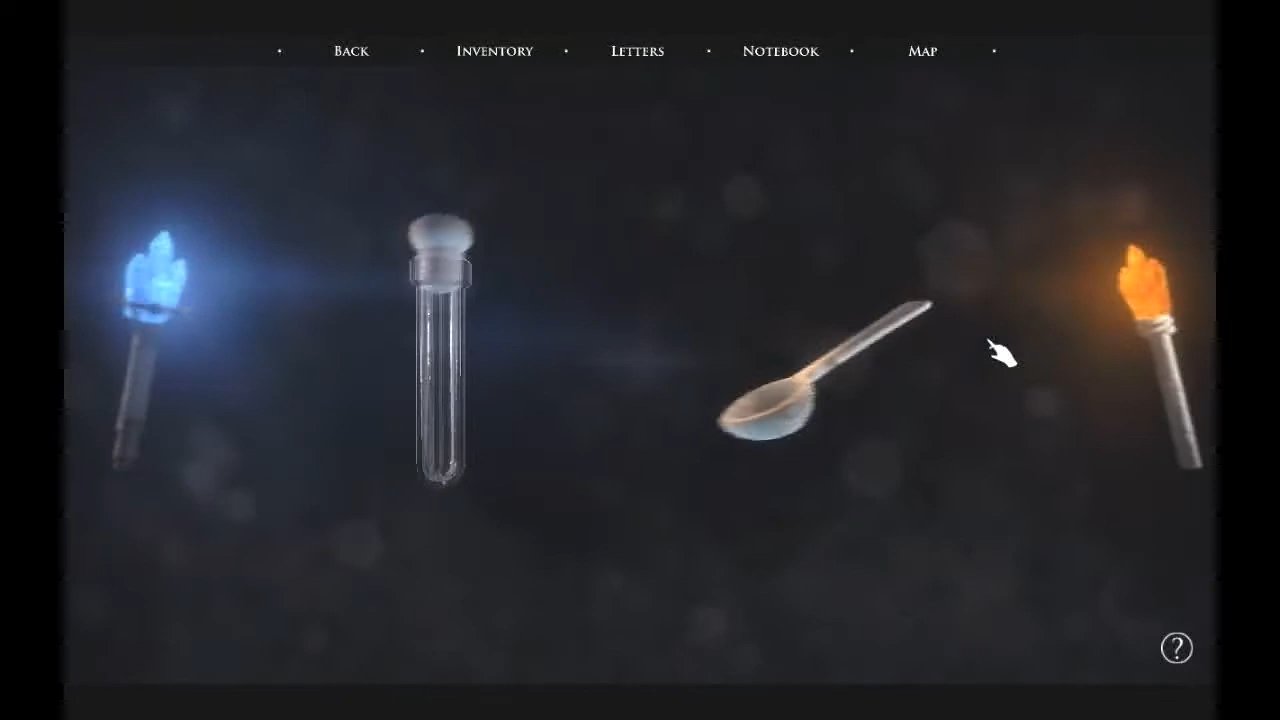 · BACK · INVENTORY · LETTERS · NOTEBOOK · MAP ·
?